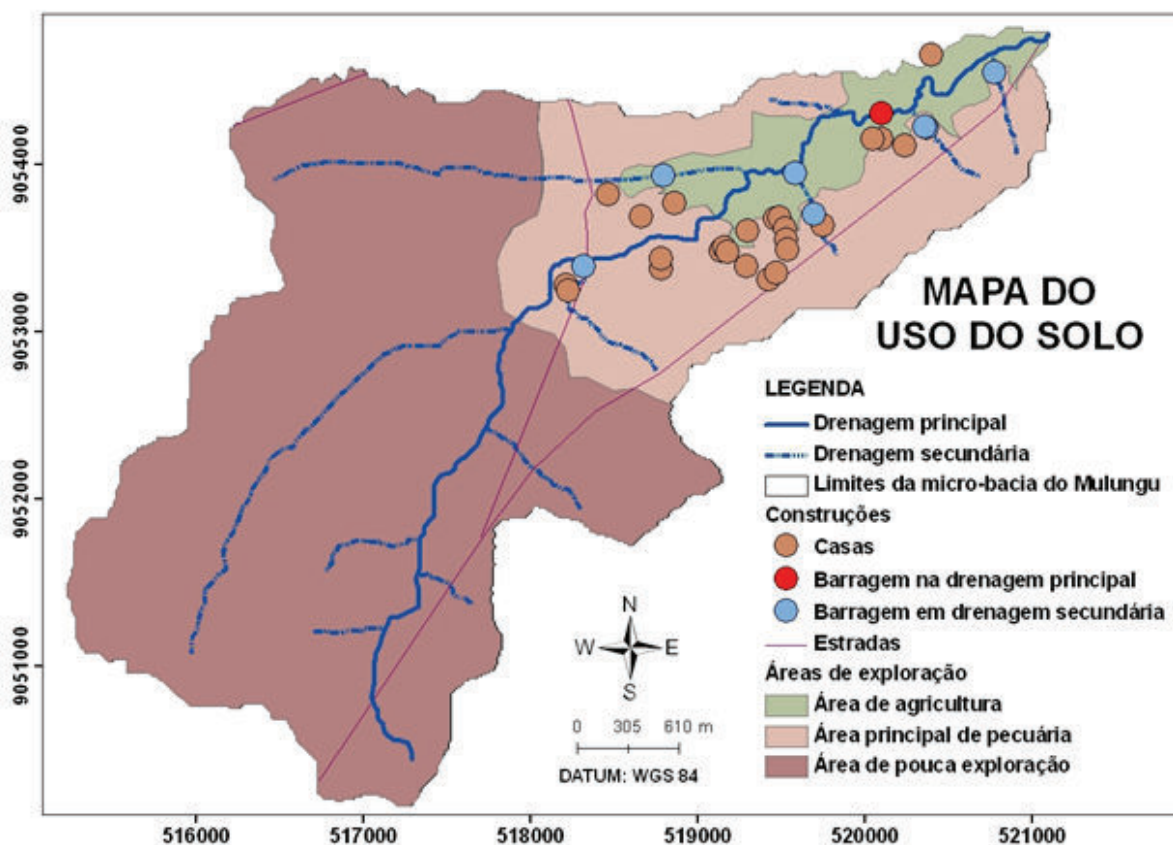 9054000
9053000
9052000
9051000
MAPA DO
USO DO SOLO
LEGENDA
Drenagem principal
Drenagem secundária
Limites da micro-bacia do Mulungu
Construções
Casas
Barragem na drenagem principal
Barragem em drenagem secundária
Estradas
Áreas de exploração
Área de agricultura
Área principal de pecuária
Área de pouca exploração
N
W E
S
0 305 610 m
DATUM: WGS 84
516000 517000 518000 519000 520000 521000